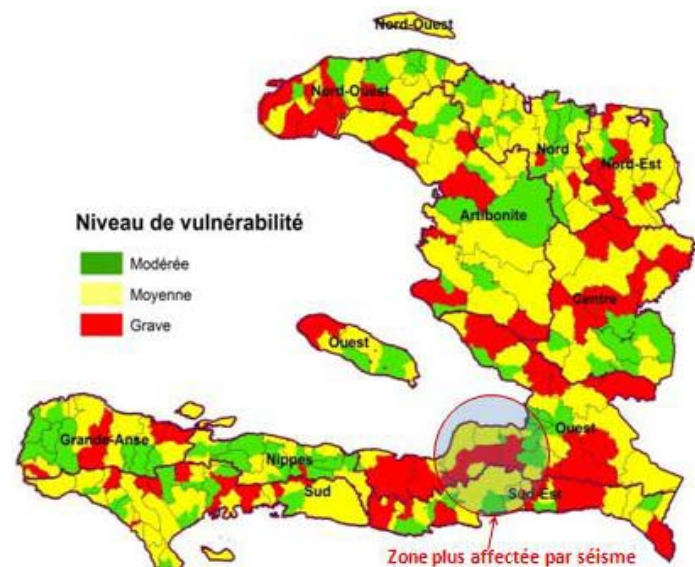 Nord-Ouest
Nord-Ouest
Nord
Nord-Est
Niveau de vulnérabilité
Artibonite
Modérée
Moyenne
Centre
Grave
Ouest
Grande-Anse
Ouest
Nippes
Sud
Sud-Est
Zone plus affectée par séisme